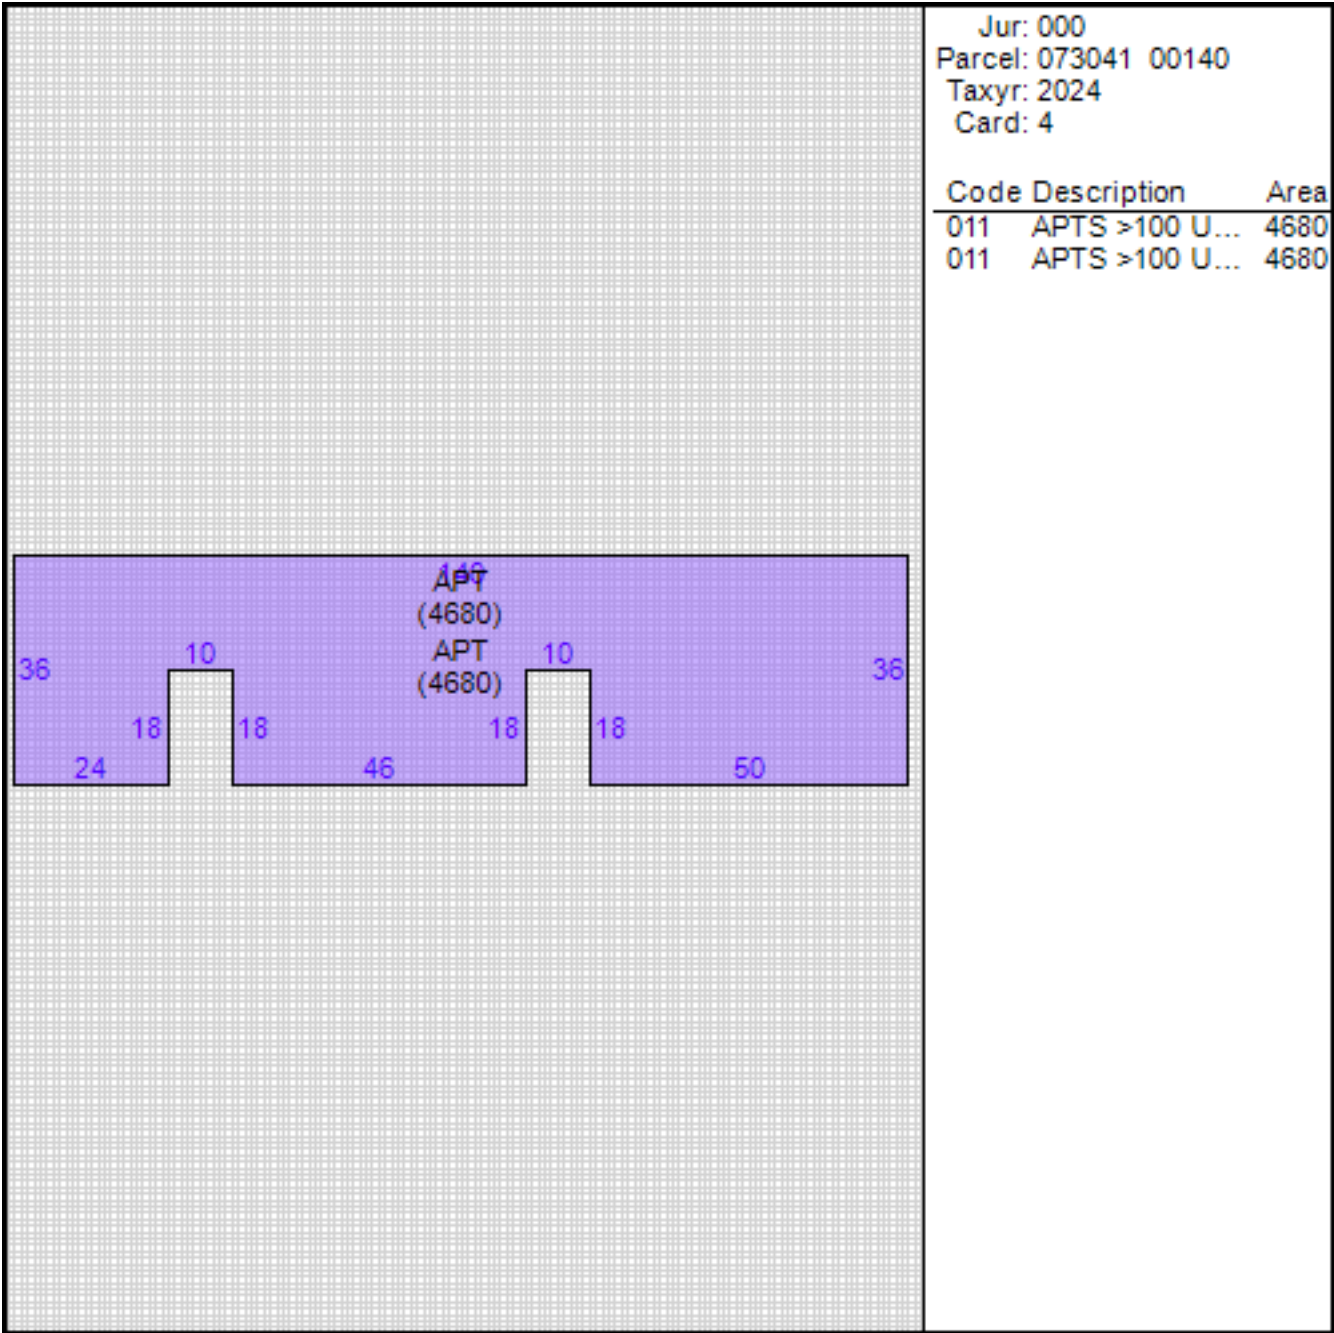 Jur: 000
Parcel: 073041 00140
Taxyr: 2024
Card: 4
Code Description Area
011 APTS >100 U... 4680
011 APTS >100 U... 4680
140
APT
(4680)
APT
(4680)
10 10
36 36
18 18 18 18
24 46 50